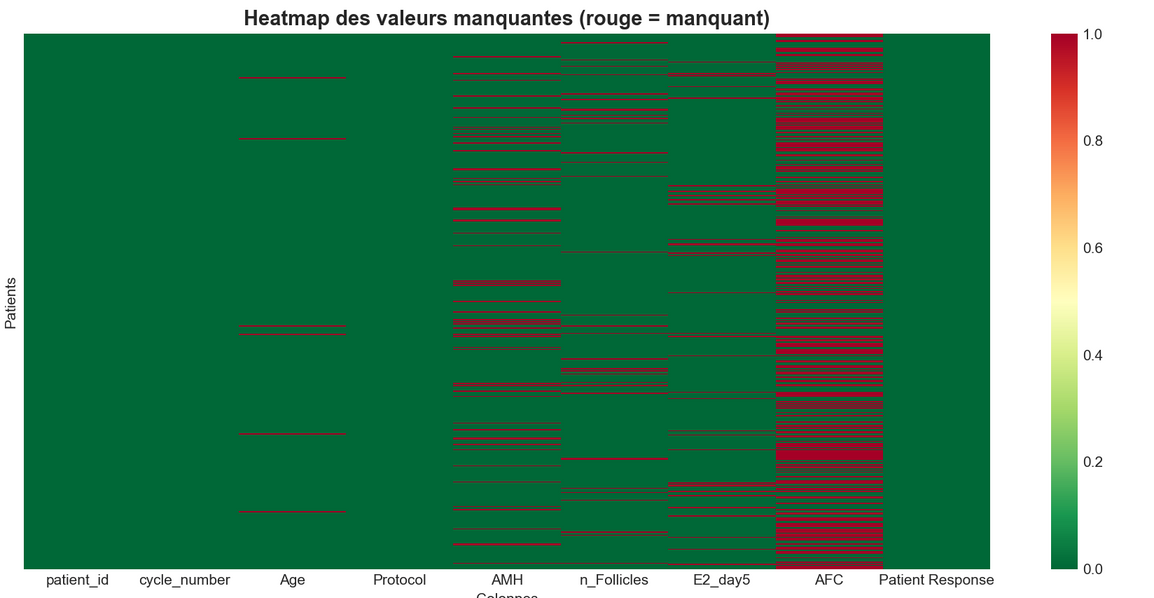 Heatmap des valeurs manquantes (rouge = manquant)
Patients
patient_id cycle_number Age Protocol AMH n_Follicles E2_day5 AFC Patient Response
Colonnes
1.0
0.8
0.6
0.4
0.2
0.0